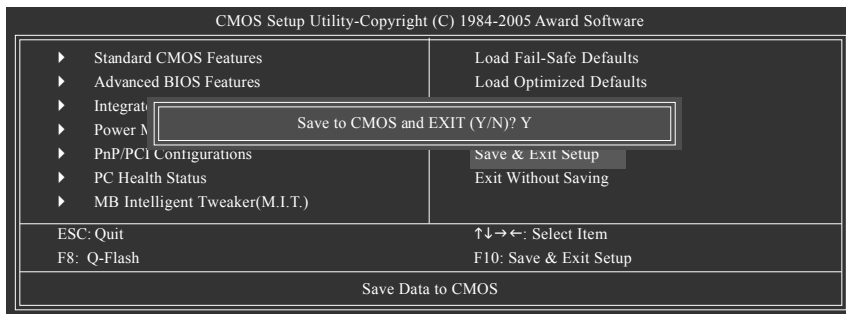 CMOS Setup Utility-Copyright (C) 1984-2005 Award Software
Standard CMOS Features
Advanced BIOS Features
Power M
PnP/PCI Configurations
PC Health Status
MB Intelligent Tweaker(M.I.T.)
Load Fail-Safe Defaults
Load Optimized Defaults
Save & Exit Setup
Exit Without Saving
Save to CMOS and EXIT (Y/N)? Y
ESC: Quit
↑↓→←: Select Item
F8: Q-Flash
F10: Save & Exit Setup
Save Data to CMOS